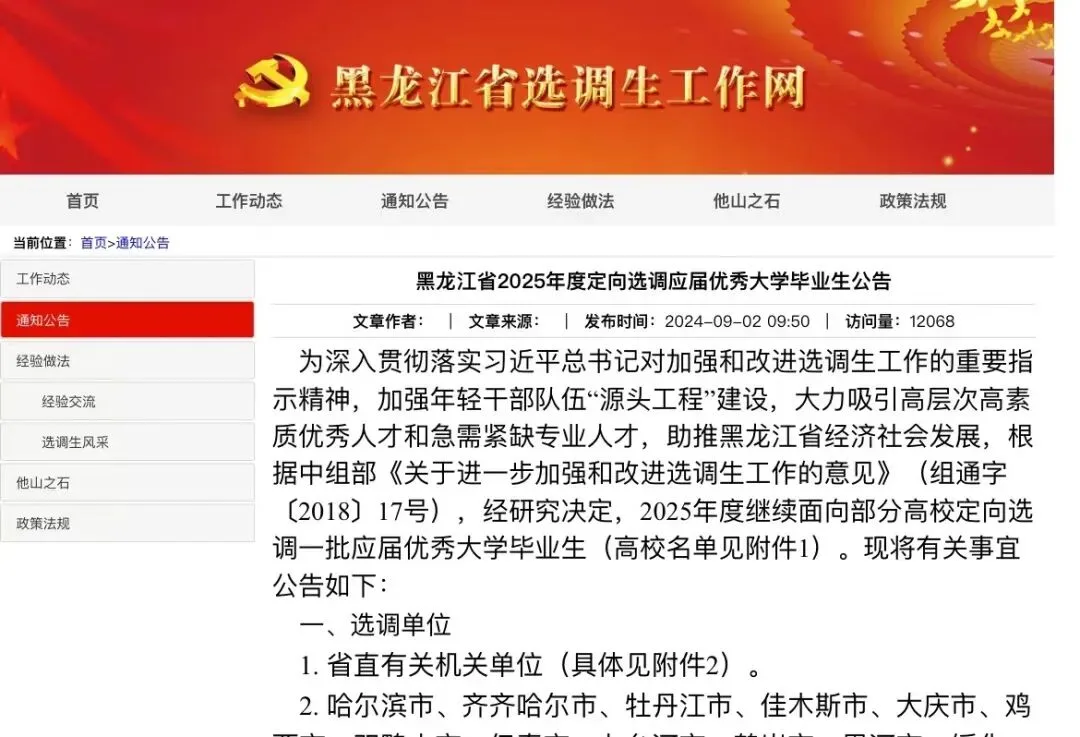 黑龙江省选调生工作网
首页 工作动态 通知公告 经验做法 他山之石 政策法规
当前位置：首页>通知公告
工作动态
通知公告
经验做法
经验交流
选调生风采
他山之石
政策法规
黑龙江省2025年度定向选调应届优秀大学毕业生公告
文章作者： | 文章来源： | 发布时间：2024-09-02 09:50 | 访问量：12068
为深入贯彻落实习近平总书记对加强和改进选调生工作的重要指
示精神，加强年轻干部队伍“源头工程”建设，大力吸引高层次高素
质优秀人才和急需紧缺专业人才，助推黑龙江省经济社会发展，根
据中组部《关于进一步加强和改进选调生工作的意见》（组通字
〔2018〕17号），经研究决定，2025年度继续面向部分高校定向选
调一批应届优秀大学毕业生（高校名单见附件1）。现将有关事宜
公告如下：
一、选调单位
1. 省直有关机关单位（具体见附件2）。
2. 哈尔滨市、齐齐哈尔市、牡丹江市、佳木斯市、大庆市、鸡